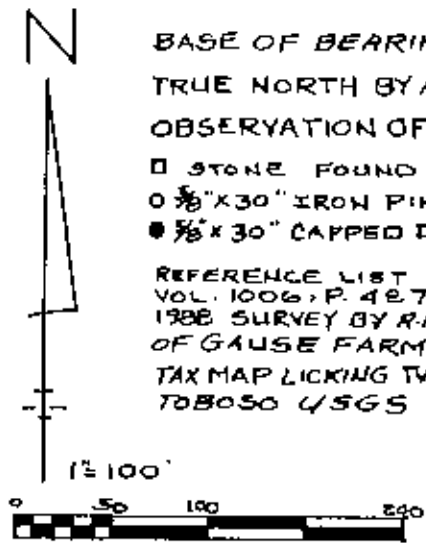 N
BASE OF BEARIN
TRUE NORTH BY A
OBSERVATION OF
□ STONE FOUND
O 5/8" X 30" IRON PIN
● 5/8" X 30" CAPPED
REFERENCE LIST
VOL. 1006, P. 427
1988 SURVEY BY R.
OF GAUSE FARM
TAX MAP LICKING TW
TOBOSO USGS
1"=100'
0 50 100 200